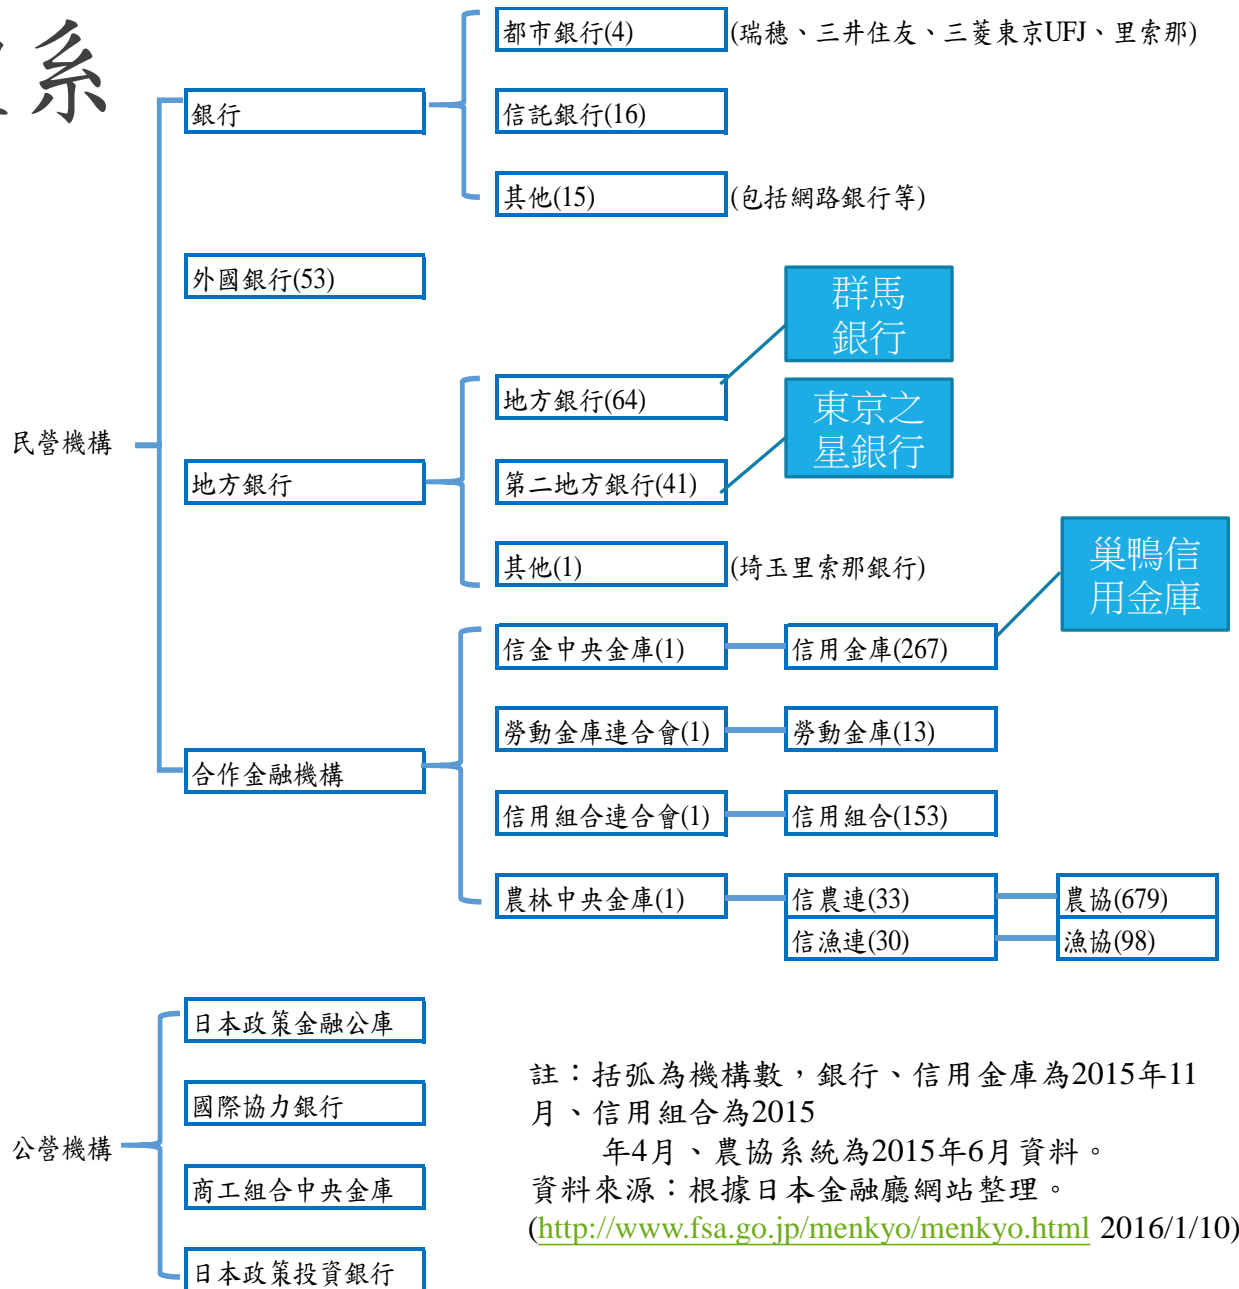 系
都市銀行(4)
(瑞穗、三井住友、三菱東京UFJ、里索那)
銀行
信託銀行(16)
其他(15)
(包括網路銀行等)
外國銀行(53)
群馬
銀行
地方銀行(64)
東京之
星銀行
民營機構
地方銀行
第二地方銀行(41)
其他(1)
(埼玉里索那銀行)
巢鴨信
用金庫
信金中央金庫(1)
信用金庫(267)
勞動金庫連合會(1)
勞動金庫(13)
合作金融機構
信用組合連合會(1)
信用組合(153)
農林中央金庫(1)
信農連(33)
農協(679)
信漁連(30)
漁協(98)
日本政策金融公庫
國際協力銀行
公營機構
商工組合中央金庫
日本政策投資銀行
註：括弧為機構數，銀行、信用金庫為2015年11
月、信用組合為2015
年4月、農協系統為2015年6月資料。
資料來源：根據日本金融廳網站整理。
(http://www.fsa.go.jp/menkyo/menkyo.html 2016/1/10)